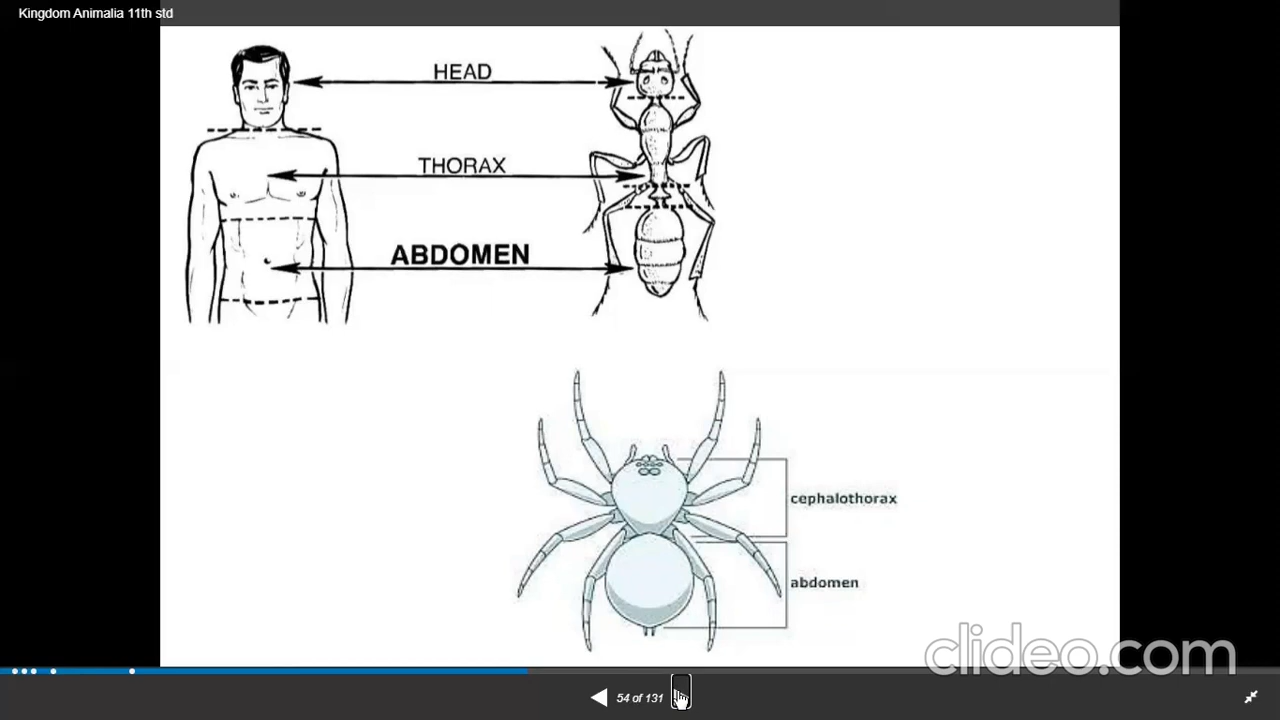 Kingdom Animalia 11th std
HEAD
THORAX
ABDOMEN
cephalothorax
abdomen
clideo.com
54 of 131